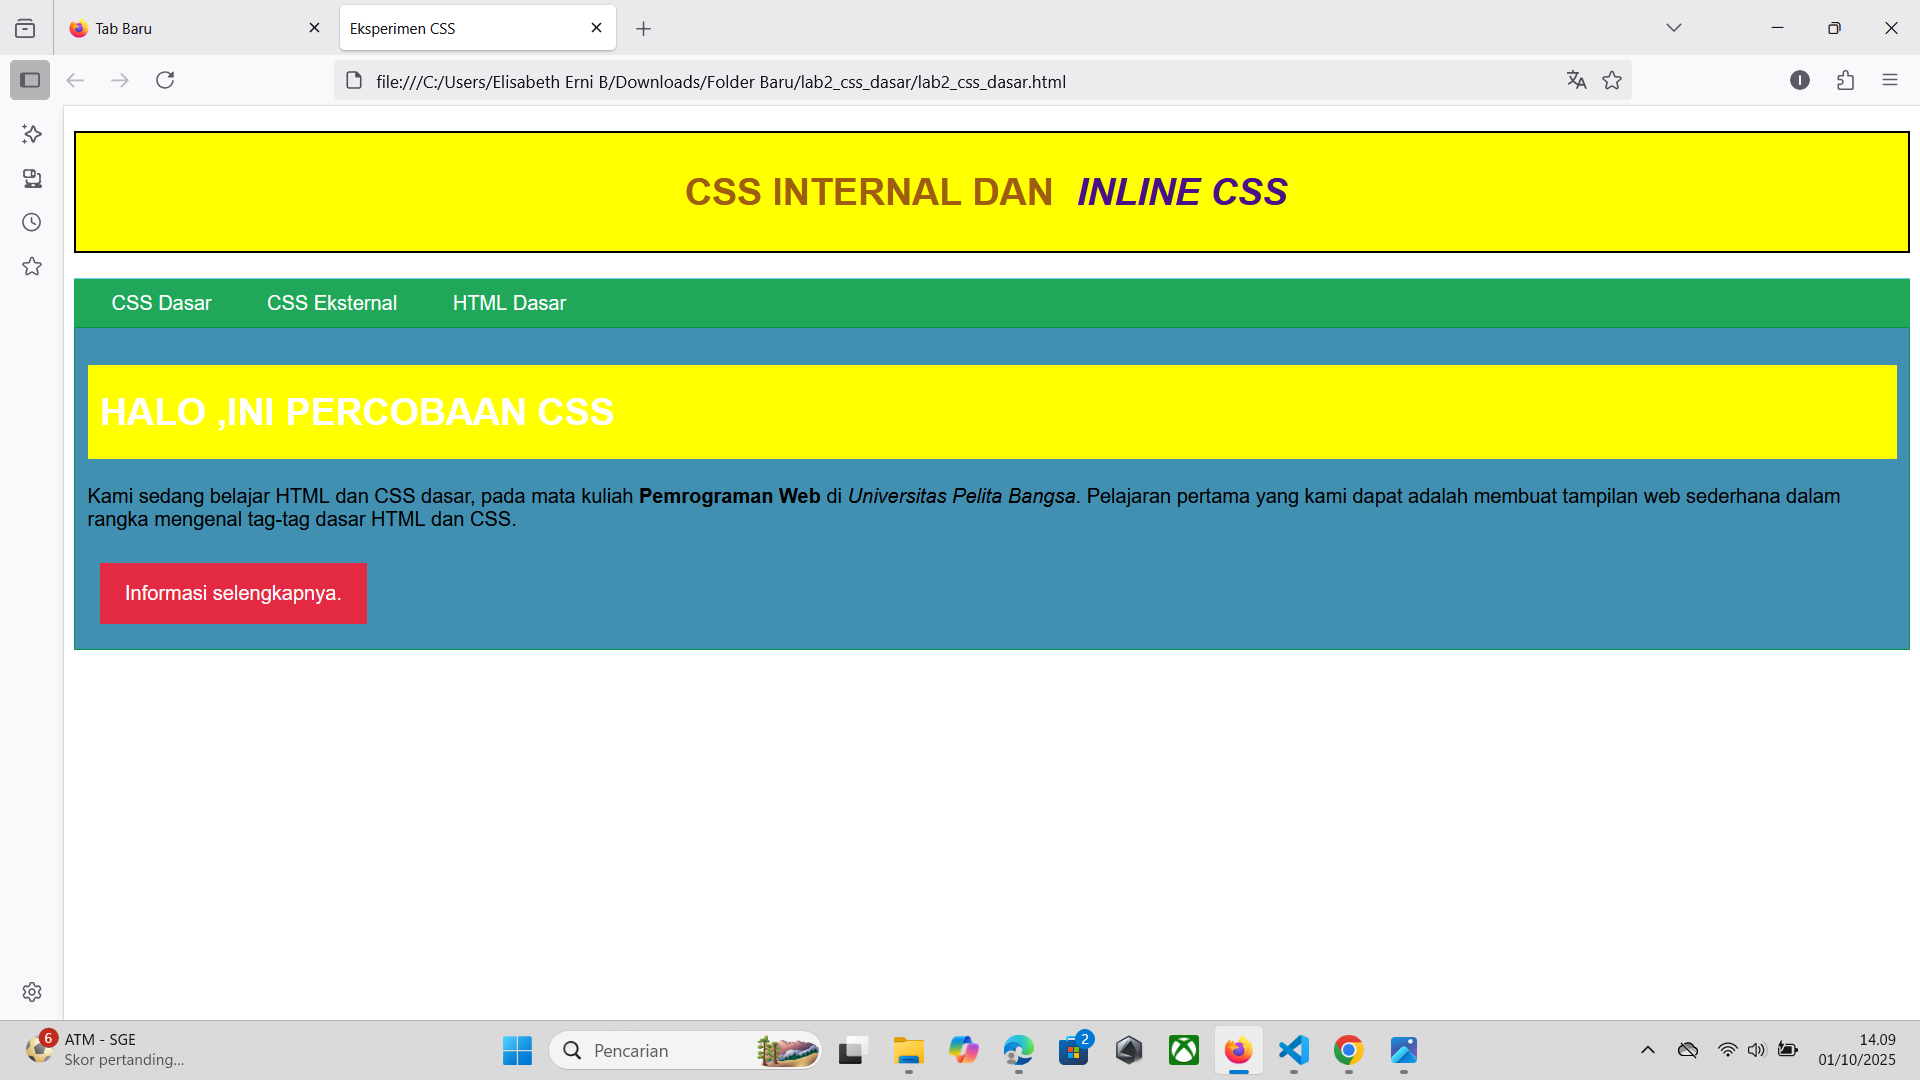 Tab Baru
Eksperimen CSS
file:///C:/Users/Elisabeth Erni B/Downloads/Folder Baru/lab2_css_dasar/lab2_css_dasar.html
I
CSS INTERNAL DAN INLINE CSS
CSS Dasar CSS Eksternal HTML Dasar
HALO ,INI PERCOBAAN CSS
Kami sedang belajar HTML dan CSS dasar, pada mata kuliah Pemrograman Web di Universitas Pelita Bangsa. Pelajaran pertama yang kami dapat adalah membuat tampilan web sederhana dalam
rangka mengenal tag-tag dasar HTML dan CSS.
Informasi selengkapnya.
6
ATM - SGE
Skor pertanding...
Pencarian
2
14.09
01/10/2025